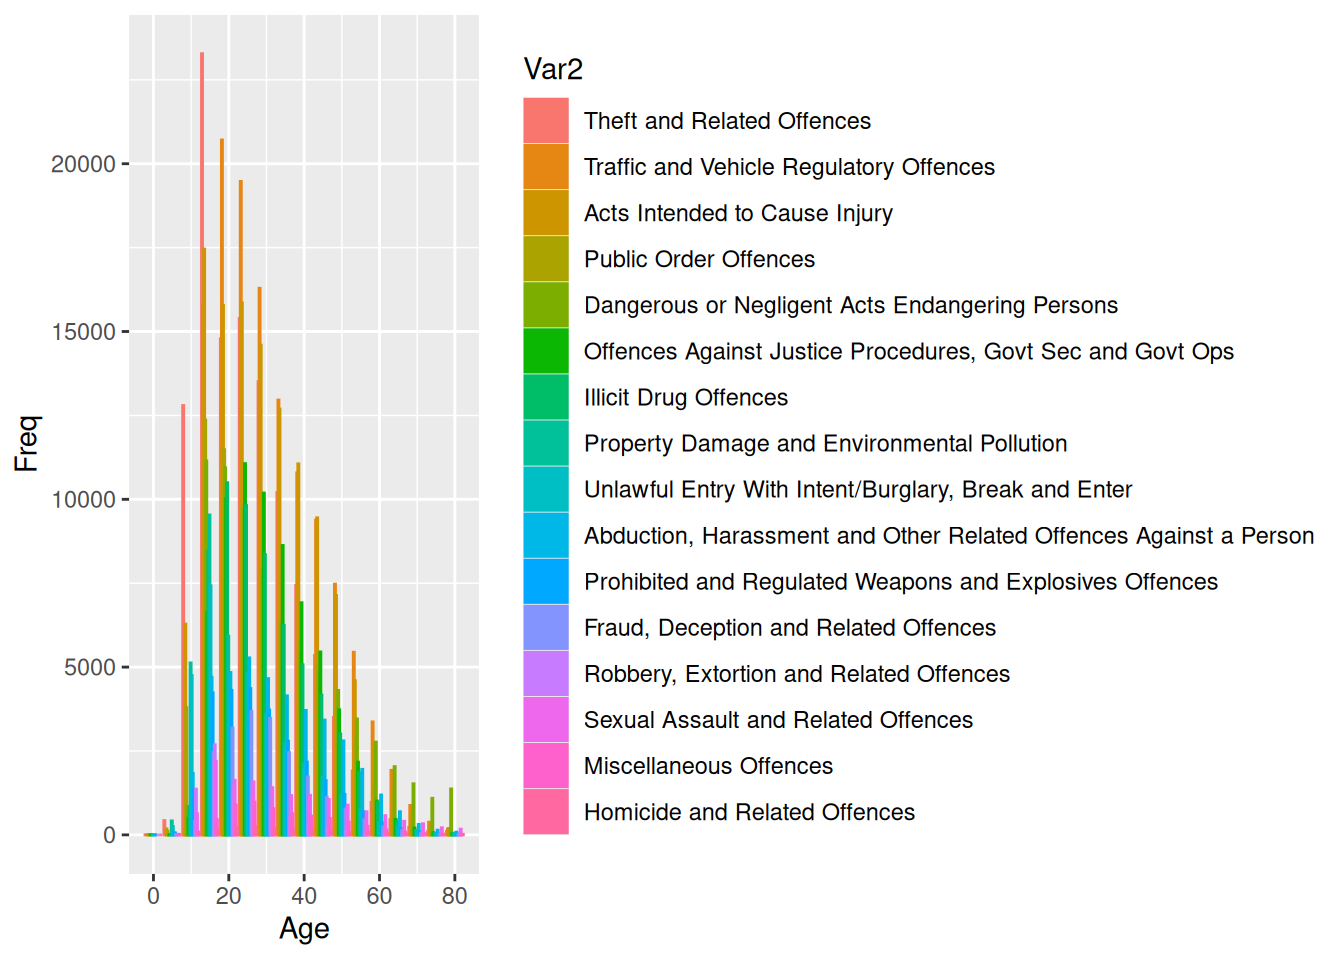 Var2
Theft and Related Offences
Traffic and Vehicle Regulatory Offences
Acts Intended to Cause Injury
Public Order Offences
Dangerous or Negligent Acts Endangering Persons
Offences Against Justice Procedures, Govt Sec and Govt Ops
Illicit Drug Offences
Property Damage and Environmental Pollution
Unlawful Entry With Intent/Burglary, Break and Enter
Abduction, Harassment and Other Related Offences Against a Person
Prohibited and Regulated Weapons and Explosives Offences
Fraud, Deception and Related Offences
Robbery, Extortion and Related Offences
Sexual Assault and Related Offences
Miscellaneous Offences
Homicide and Related Offences
20000
15000
10000
5000
0
Freq
0 20 40 60 80
Age